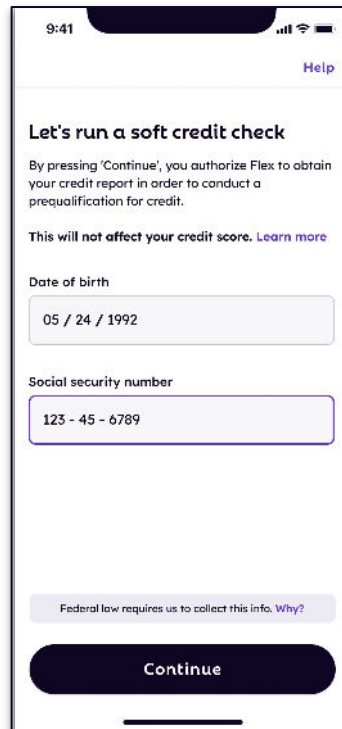 9:41
Help
Let's run a soft credit check
By pressing 'Continue', you authorize Flex to obtain
your credit report in order to conduct a
prequalification for credit.
This will not affect your credit score. Learn more
Date of birth
05 / 24 / 1992
Social security number
123 - 45 - 6789
Federal law requires us to collect this info. Why?
Continue